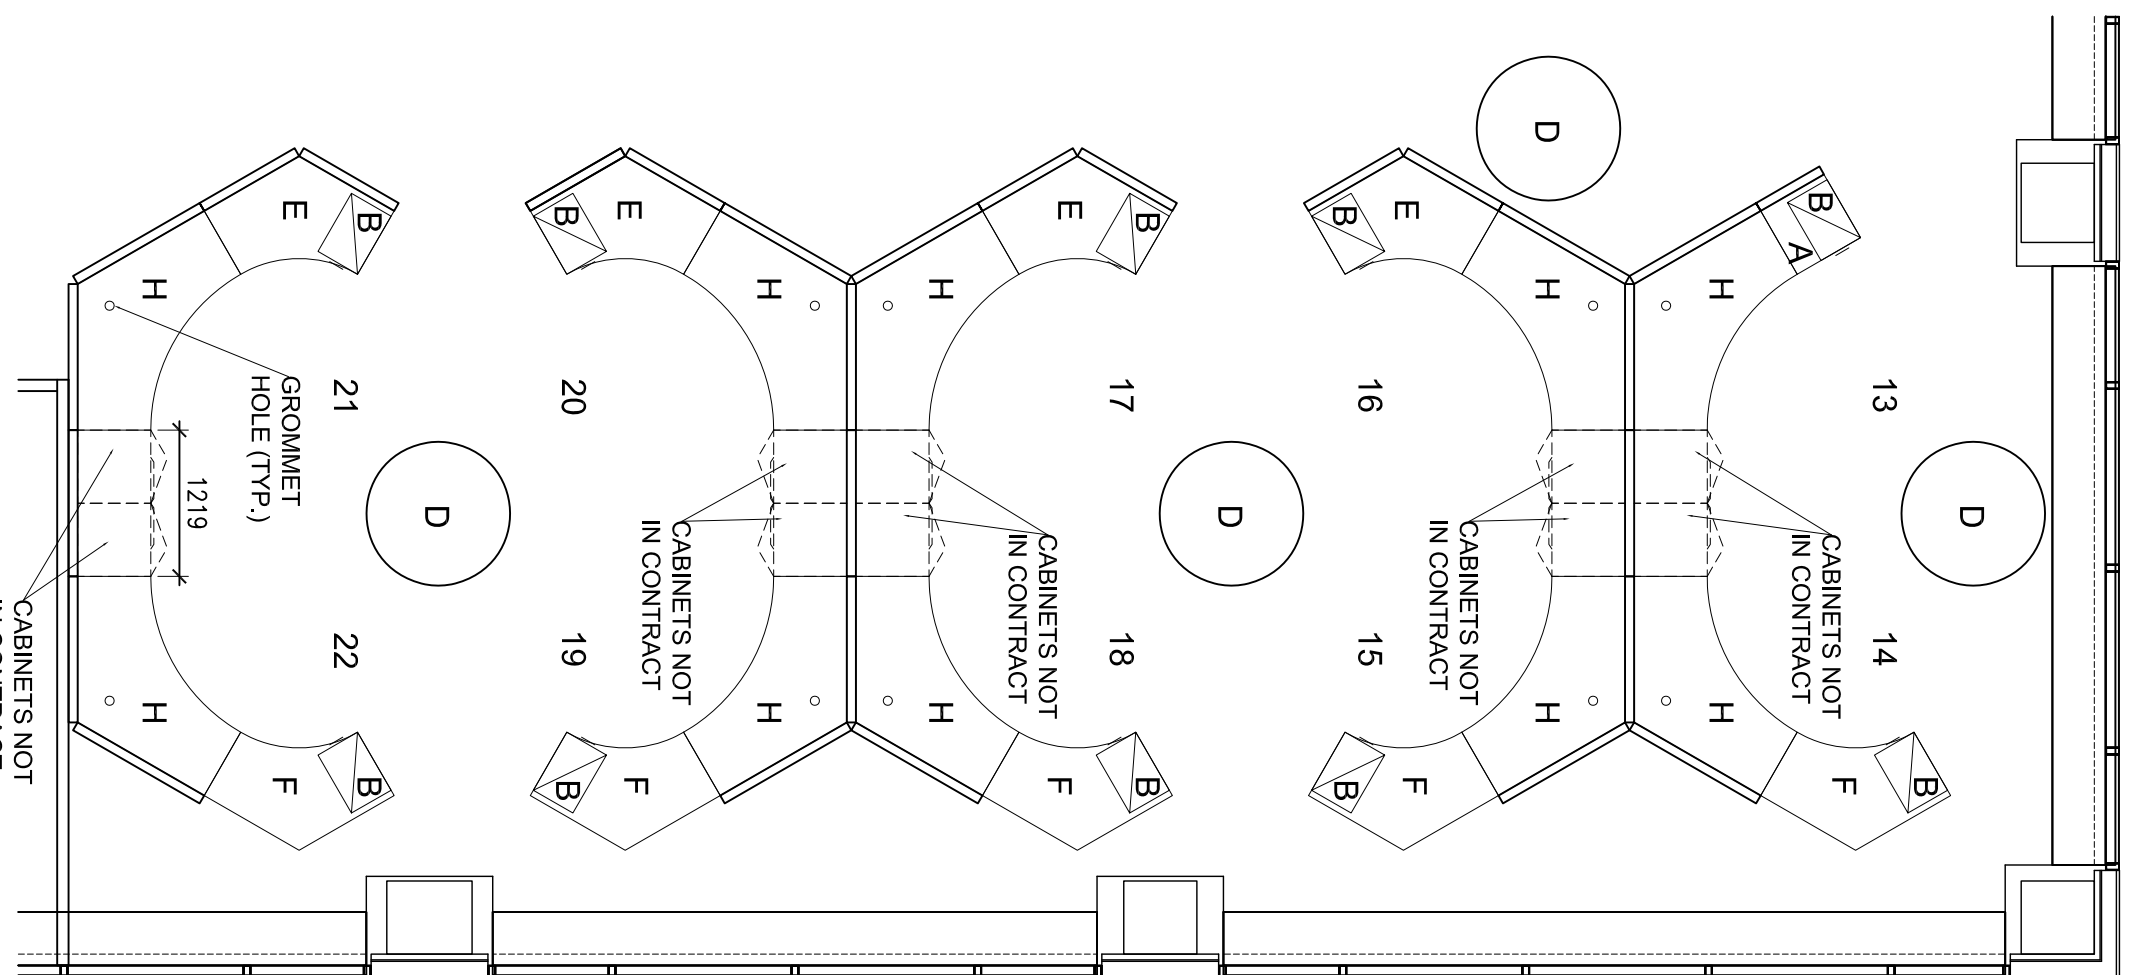 D
B
13
14
F
B
A
CABINETS NOT
IN CONTRACT
H
H
D
H
H
CABINETS NOT
IN CONTRACT
E
F
16
15
B
B
D
B
B
17
18
E
F
CABINETS NOT
IN CONTRACT
H
H
H
H
CABINETS NOT
IN CONTRACT
E
F
20
19
B
B
D
B
B
21
22
E
F
GROMMET
HOLE (TYP.)
1219
H
H
CABINETS NOT